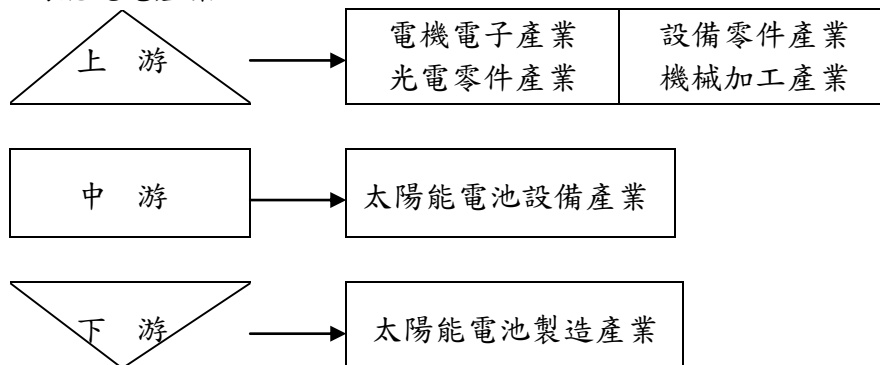 上 游
電機電子產業 設備零件產業
光電零件產業 機械加工產業
中 游
太陽能電池設備產業
下 游
太陽能電池製造產業